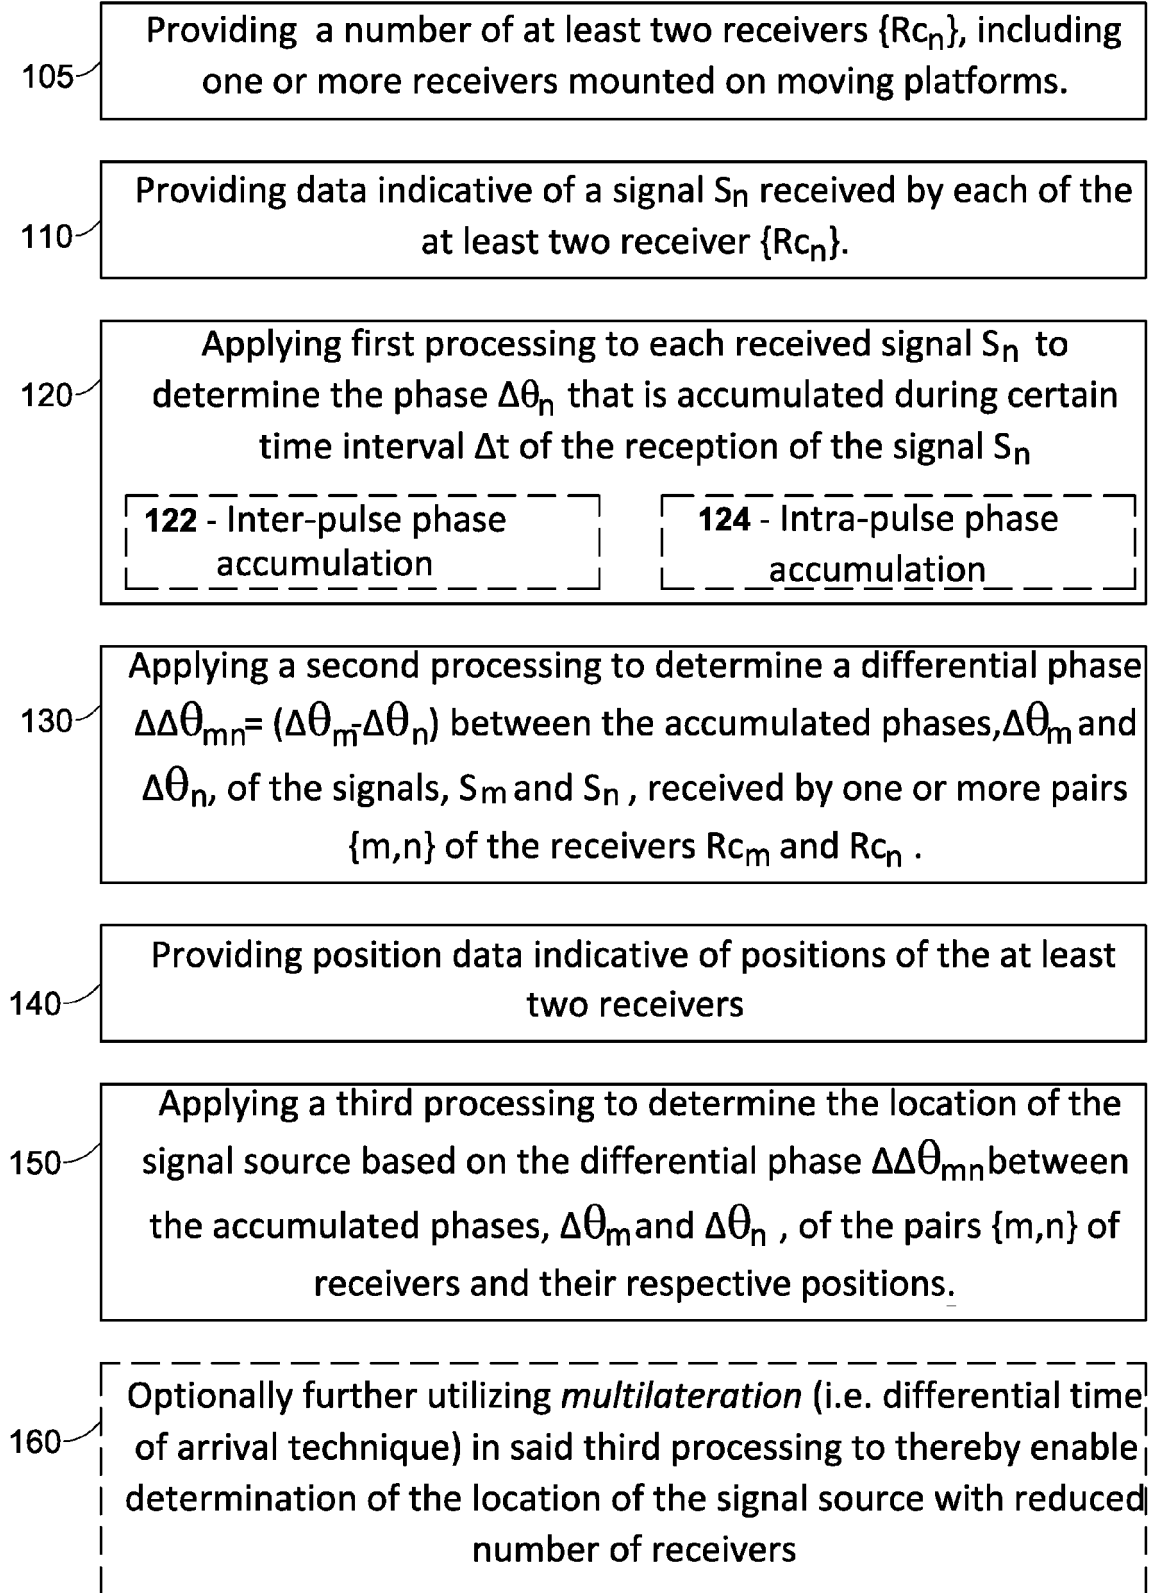 Providing a number of at least two receivers {Rcn}, including
105
one or more receivers mounted on moving platforms.
Providing data indicative of a signal Sn received by each of the
110
at least two receiver {Rcn}.
Applying first processing to each received signal Sn to
120
determine the phase Δθn that is accumulated during certain
time interval Δt of the reception of the signal Sn
122 - Inter-pulse phase
accumulation
124 - Intra-pulse phase
accumulation
Applying a second processing to determine a differential phase
130
ΔΔθmn= (Δθm-Δθn) between the accumulated phases,Δθm and
Δθn, of the signals, Sm and Sn , received by one or more pairs
{m,n} of the receivers Rcm and Rcn .
Providing position data indicative of positions of the at least
140
two receivers
Applying a third processing to determine the location of the
150
signal source based on the differential phase ΔΔθmn between
the accumulated phases, Δθm and Δθn , of the pairs {m,n} of
receivers and their respective positions.
Optionally further utilizing multilateration (i.e. differential time
160
of arrival technique) in said third processing to thereby enable
determination of the location of the signal source with reduced
number of receivers